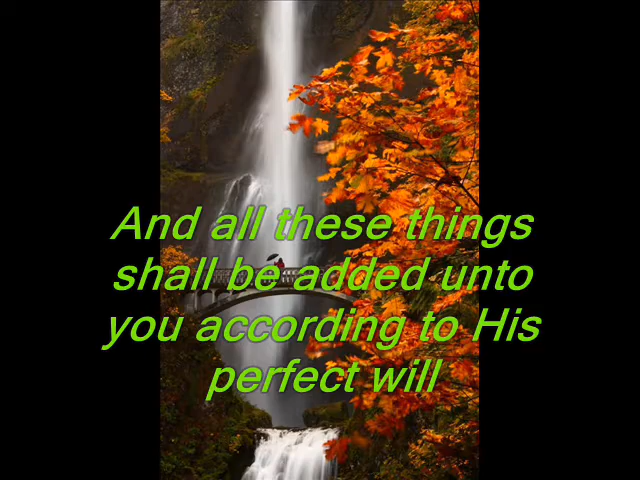 And all these things
shall be added unto
you according to His
perfect will